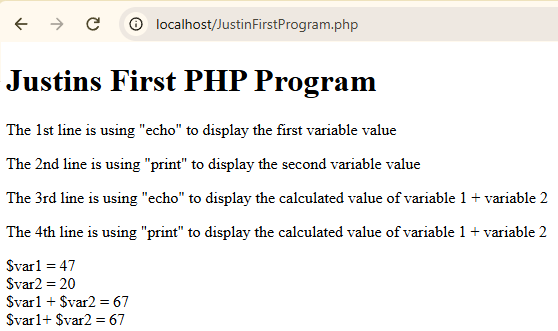 localhost/JustinFirstProgram.php
Justins First PHP Program
The 1st line is using "echo" to display the first variable value
The 2nd line is using "print" to display the second variable value
The 3rd line is using "echo" to display the calculated value of variable 1 + variable 2
The 4th line is using "print" to display the calculated value of variable 1 + variable 2
$var1 = 47
$var2 = 20
$var1 + $var2 = 67
$var1+ $var2 = 67